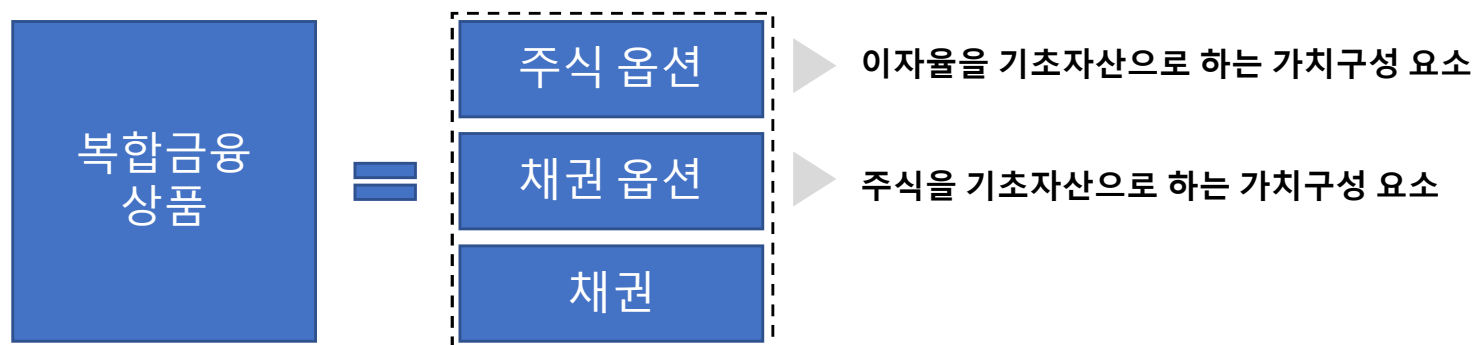 복합금융
상품
주식 옵션
이자율을 기초자산으로 하는 가치구성 요소
채권 옵션
주식을 기초자산으로 하는 가치구성 요소
채권